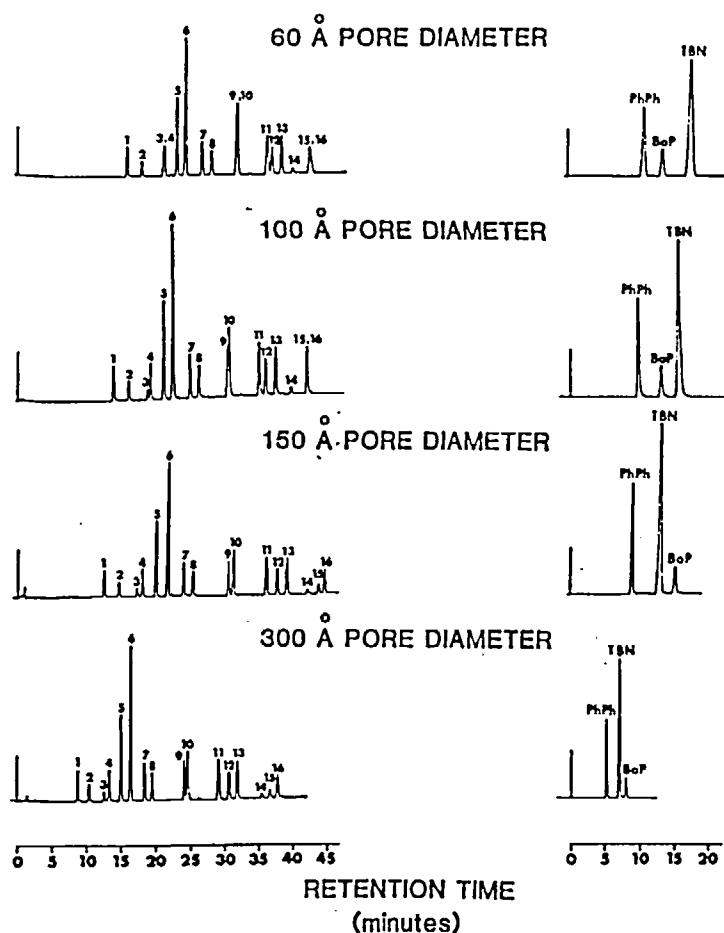 60 Å PORE DIAMETER
1 2 3,4 5 6 7 8 9,10 11 12 13 14 15,16
PhPh BaP TBN
100 Å PORE DIAMETER
1 2 3 4 5 6 7 8 9 10 11 12 13 14 15,16
PhPh BaP TBN
150 Å PORE DIAMETER
1 2 3 4 5 6 7 8 9 10 11 12 13 14 15 16
PhPh TBN BaP
300 Å PORE DIAMETER
1 2 3 4 5 6 7 8 9 10 11 12 13 14 15 16
PhPh TBN BaP
0 5 10 15 20 25 30 35 40 45
0 5 10 15 20
RETENTION TIME
(minutes)